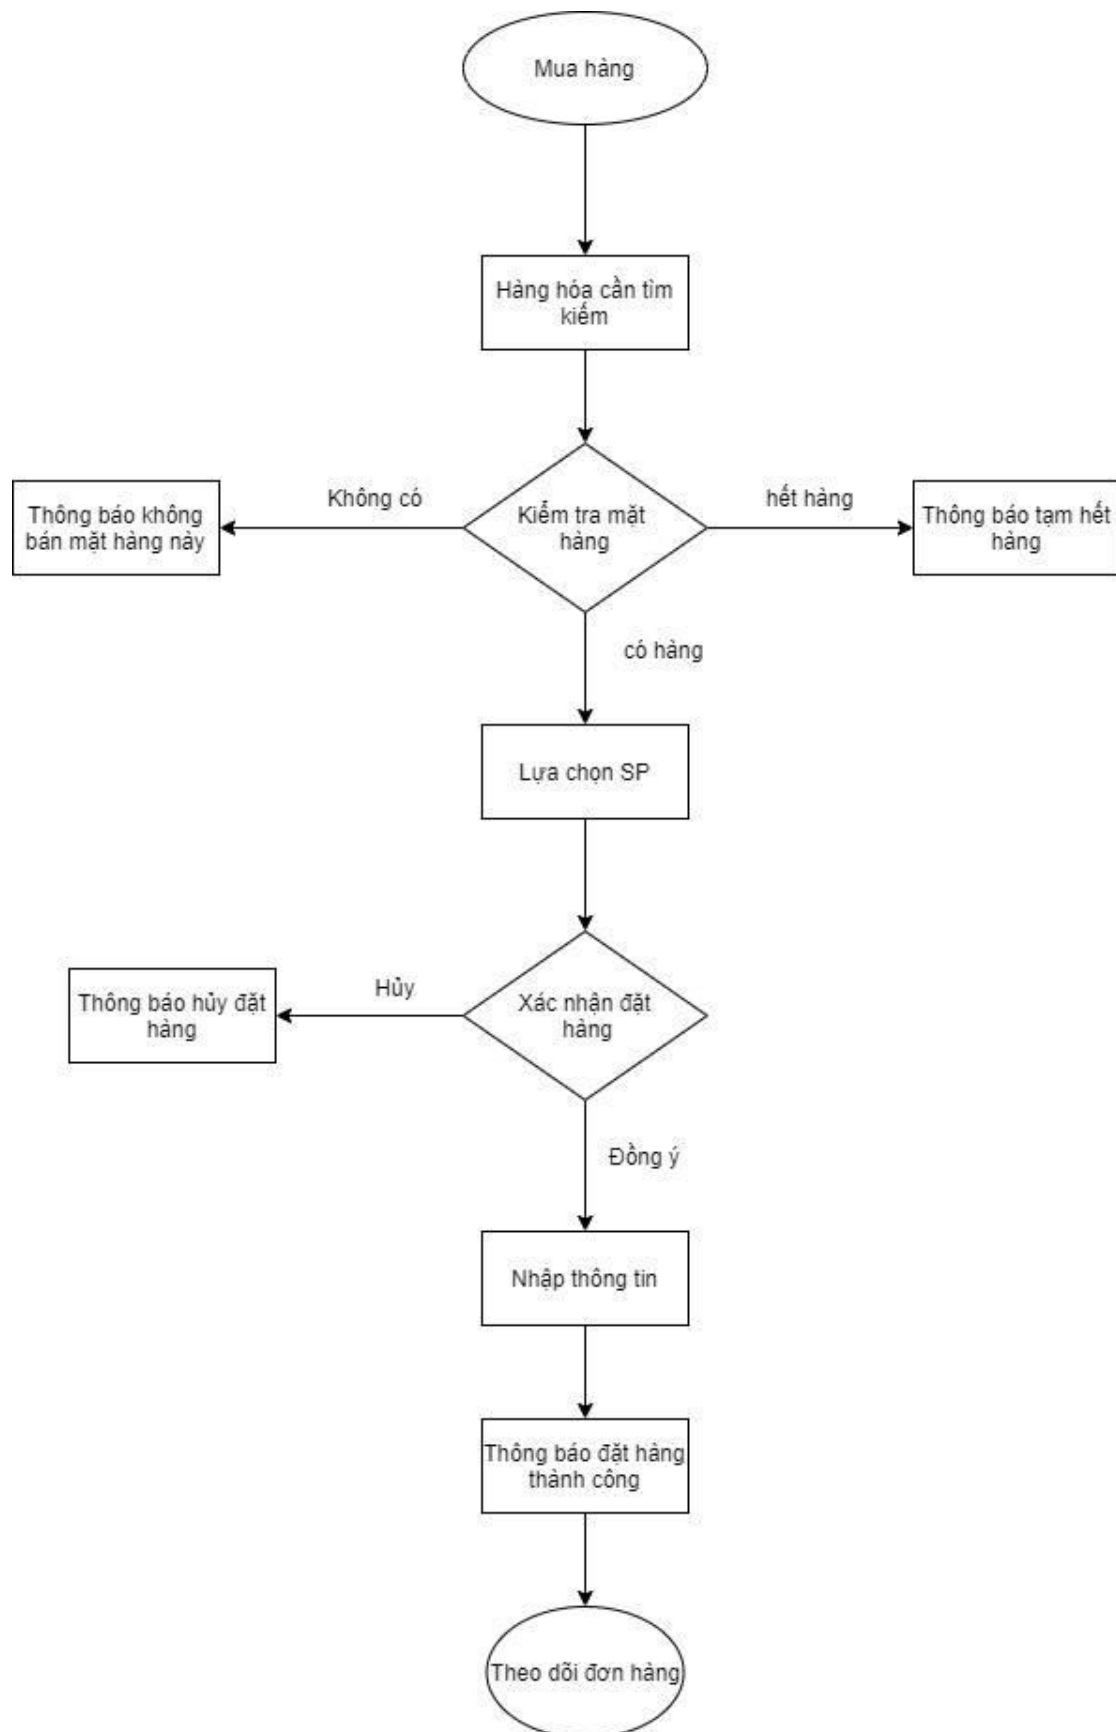 Mua hàng
Hàng hóa cần tìm
kiếm
Không có
hết hàng
Thông báo không
bán mặt hàng này
Kiểm tra mặt
hàng
Thông báo tạm hết
hàng
có hàng
Lựa chọn SP
Hủy
Thông báo hủy đặt
hàng
Xác nhận đặt
hàng
Đồng ý
Nhập thông tin
Thông báo đặt hàng
thành công
Theo dõi đơn hàng